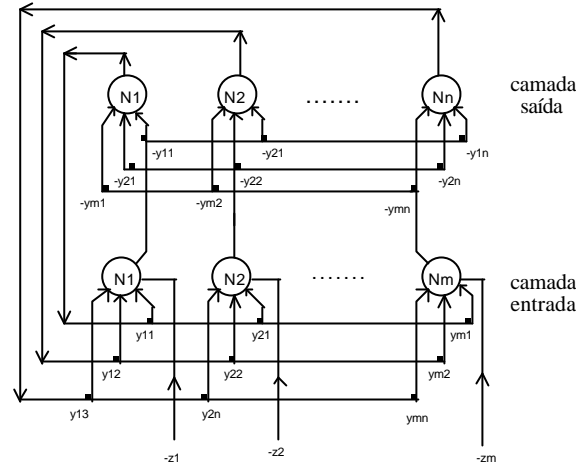 N1 N2 ....... Nn camada
saída
-y11 -y21 -y1n
-y21 -y22 -y2n
-ym1 -ym2 -ymn
N1 N2 ....... Nm camada
entrada
y11 y21 ym1
y12 y22 ym2
y13 y2n ymn
-z1 -z2 -zm